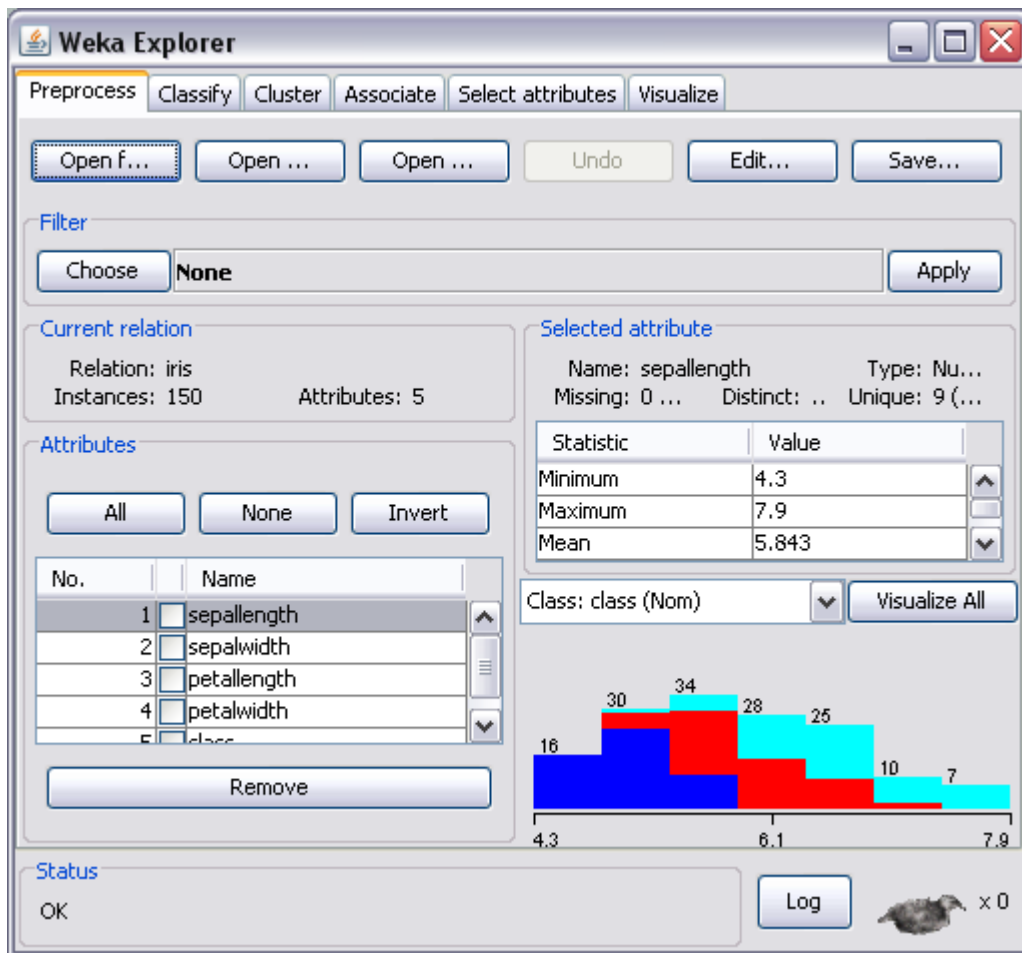 Weka Explorer
Preprocess Classify Cluster Associate Select attributes Visualize
Open f... Open ... Open ... Undo Edit... Save...
Filter
Choose None Apply
Current relation
Relation: iris
Instances: 150 Attributes: 5
Selected attribute
Name: sepallength Type: Nu...
Missing: 0 ... Distinct: .. Unique: 9 (...
Statistic Value
Minimum 4.3
Maximum 7.9
Mean 5.843
Attributes
All None Invert
No. Name
1 sepallength
2 sepalwidth
3 petallength
4 petalwidth
5 class
Remove
Class: class (Nom) Visualize All
16 30 34 28 25 10 7
4.3 6.1 7.9
Status
OK
Log x 0